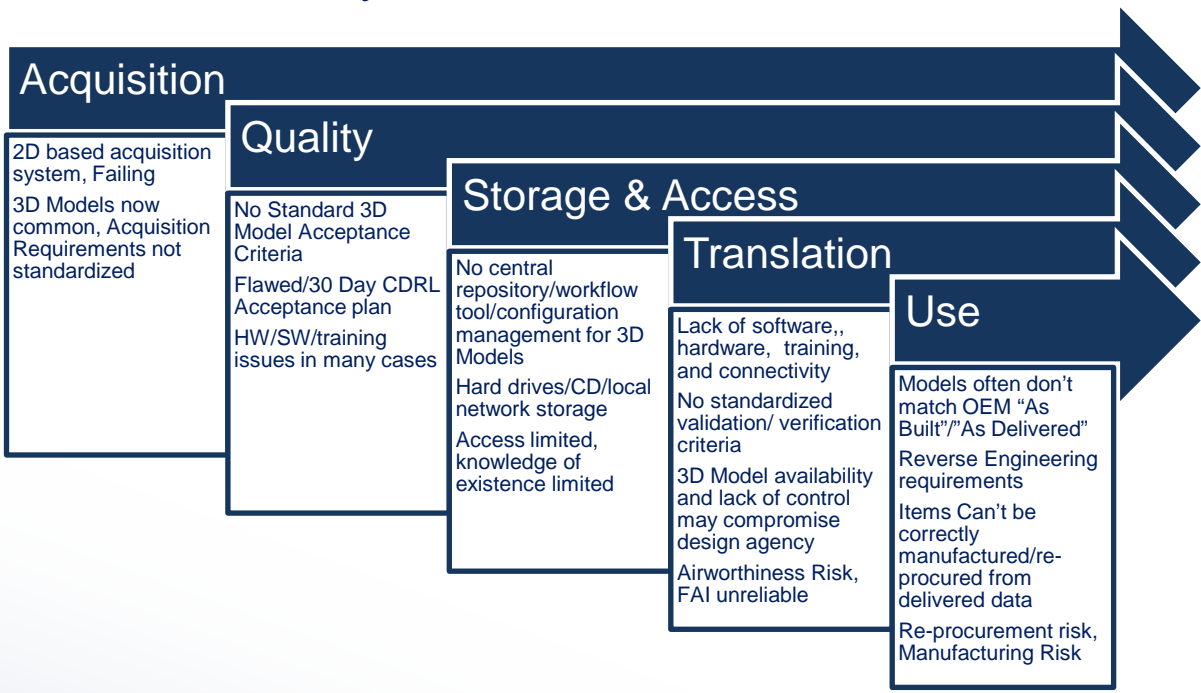 Acquisition
2D based acquisition
system, Failing
3D Models now
common, Acquisition
Requirements not
standardized
Quality
No Standard 3D
Model Acceptance
Criteria
Flawed/30 Day CDRL
Acceptance plan
HW/SW/training
issues in many cases
Storage & Access
No central
repository/workflow
tool/configuration
management for 3D
Models
Hard drives/CD/local
network storage
Access limited,
knowledge of
existence limited
Translation
Lack of software,,
hardware, training,
and connectivity
No standardized
validation/ verification
criteria
3D Model availability
and lack of control
may compromise
design agency
Airworthiness Risk,
FAI unreliable
Use
Models often don’t
match OEM “As
Built”/”As Delivered”
Reverse Engineering
requirements
Items Can’t be
correctly
manufactured/re-
procured from
delivered data
Re-procurement risk,
Manufacturing Risk